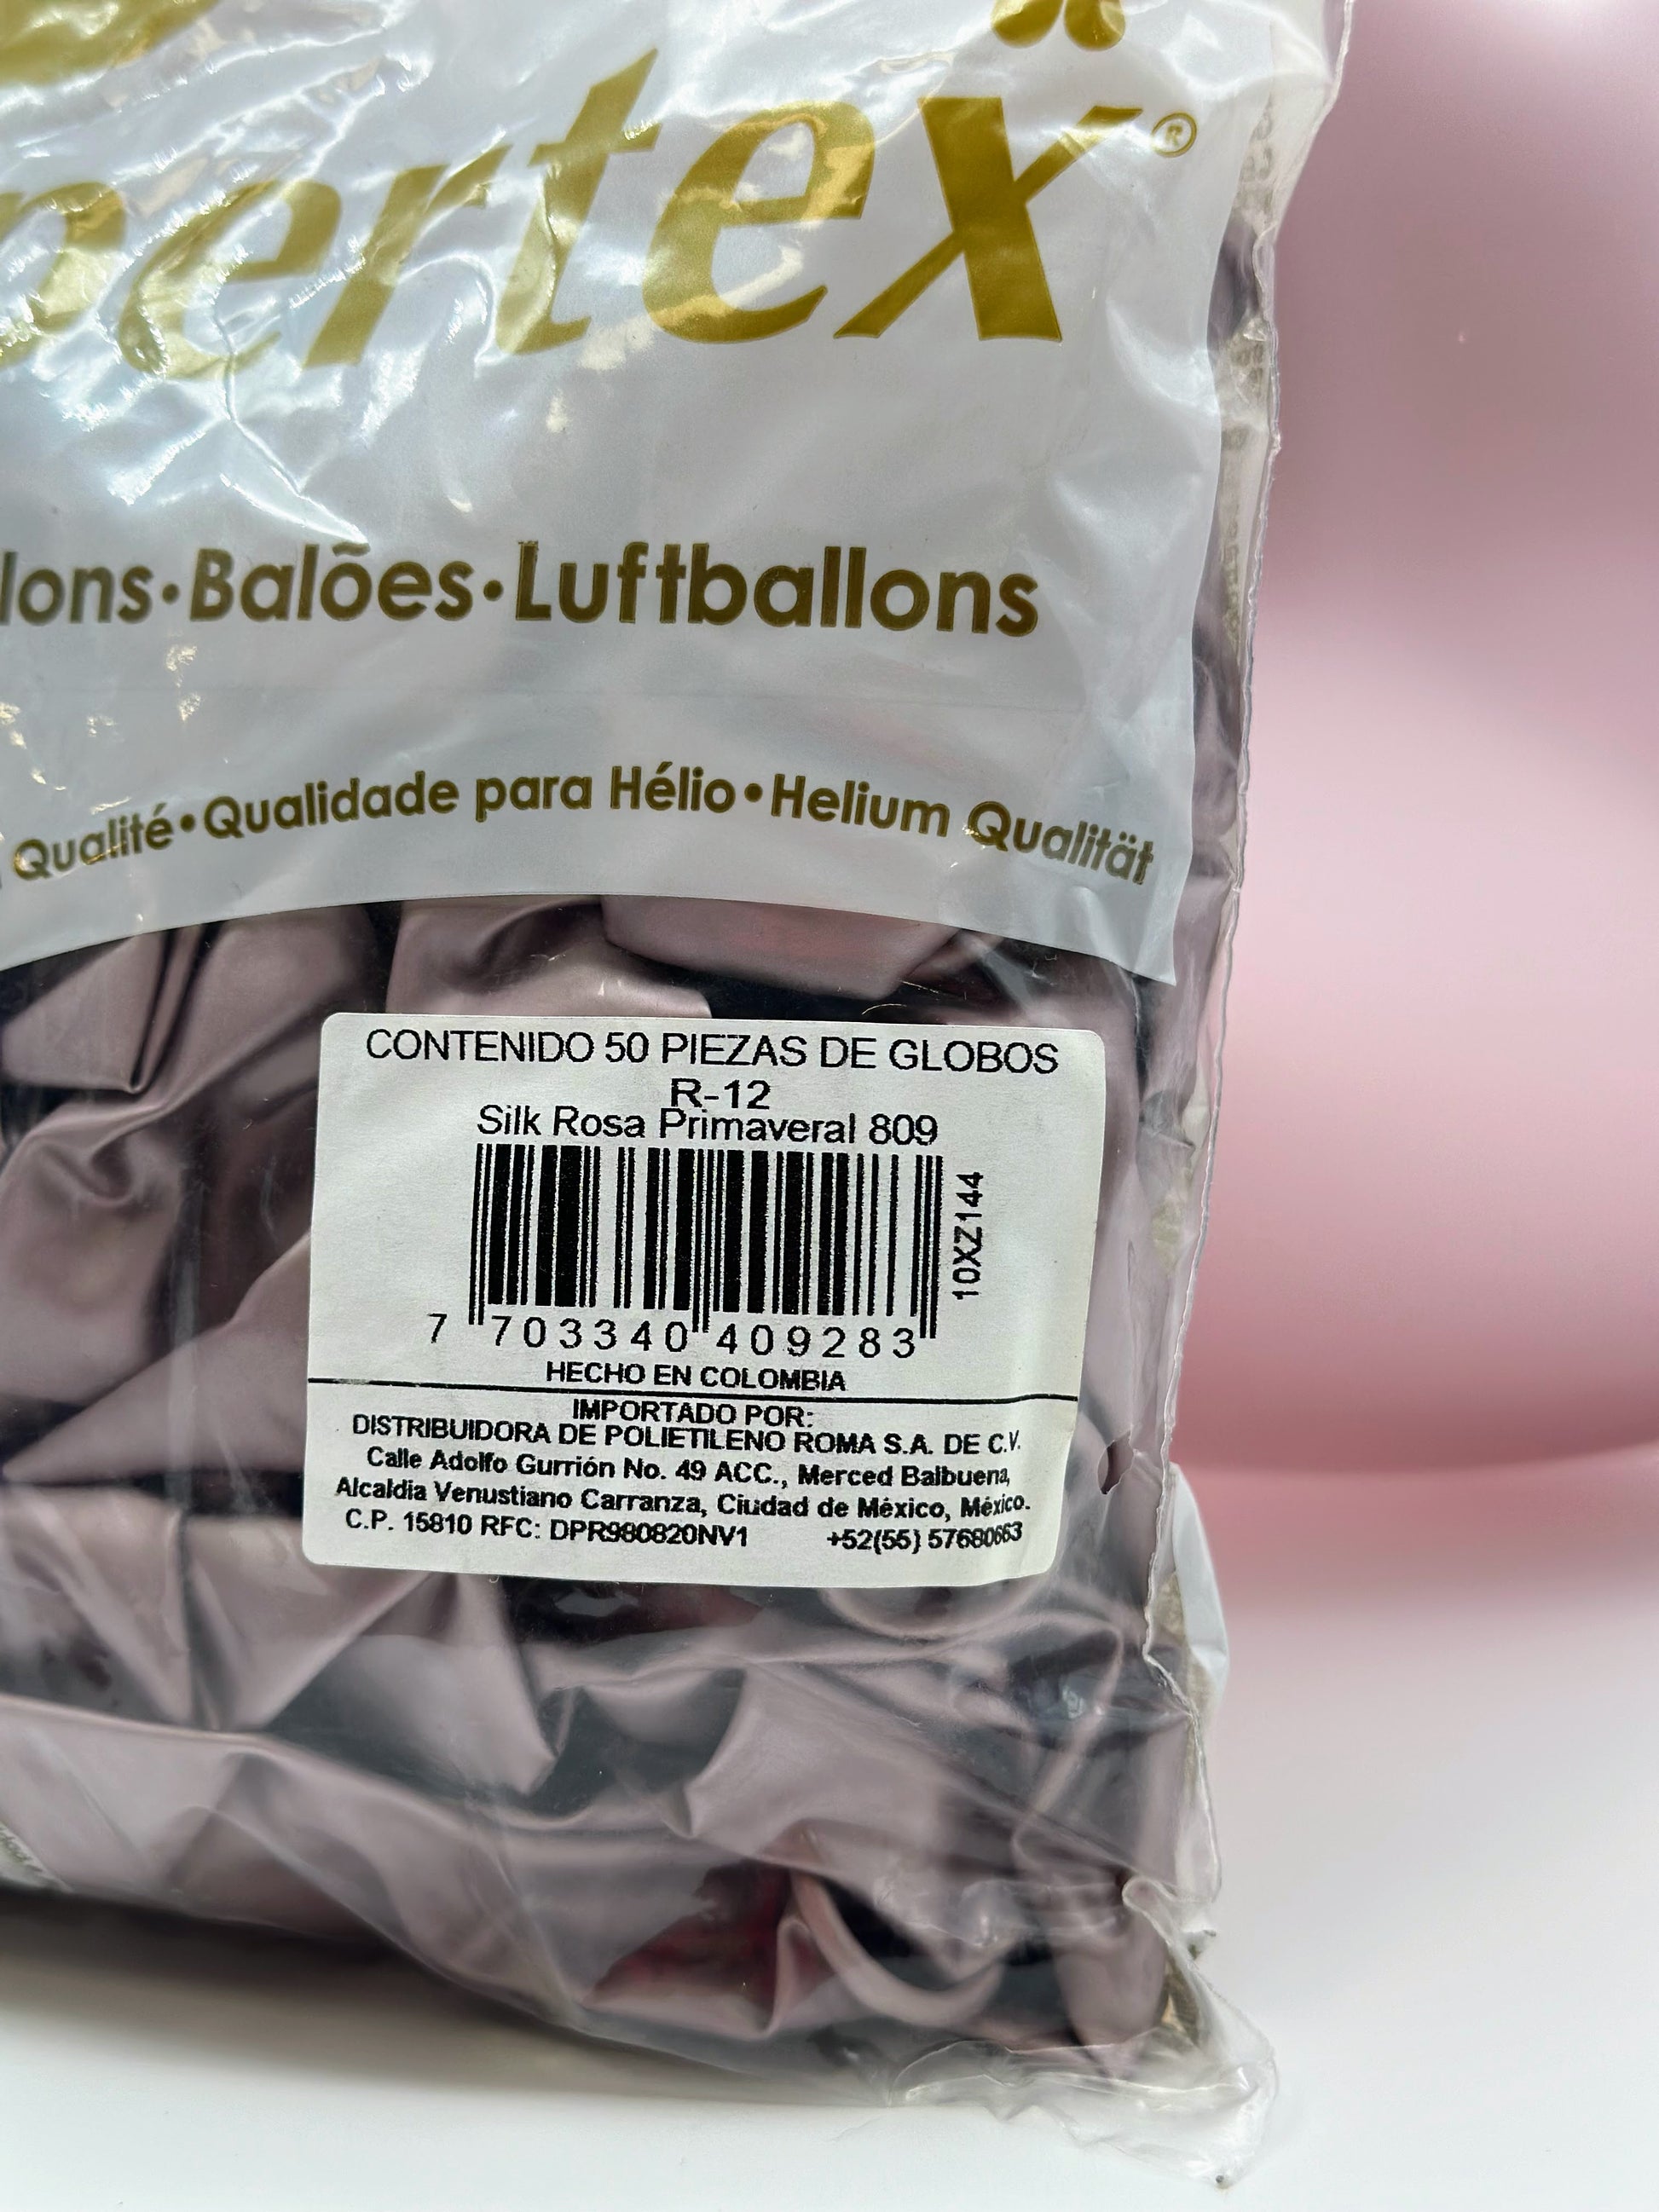 pertex®
lons•Balões•Luftballons
Qualité•Qualidade para Hélio•Helium Qualität
CONTENIDO 50 PIEZAS DE GLOBOS
R-12
Silk Rosa Primaveral 809
10XZ144
7 703340 409283
HECHO EN COLOMBIA
IMPORTADO POR:
DISTRIBUIDORA DE POLIETILENO ROMA S.A. DE C.V.
Calle Adolfo Gurrión No. 49 ACC., Merced Balbuena,
Alcaldia Venustiano Carranza, Ciudad de México, México.
C.P. 15810 RFC: DPR980820NV1 +52(55) 57680663